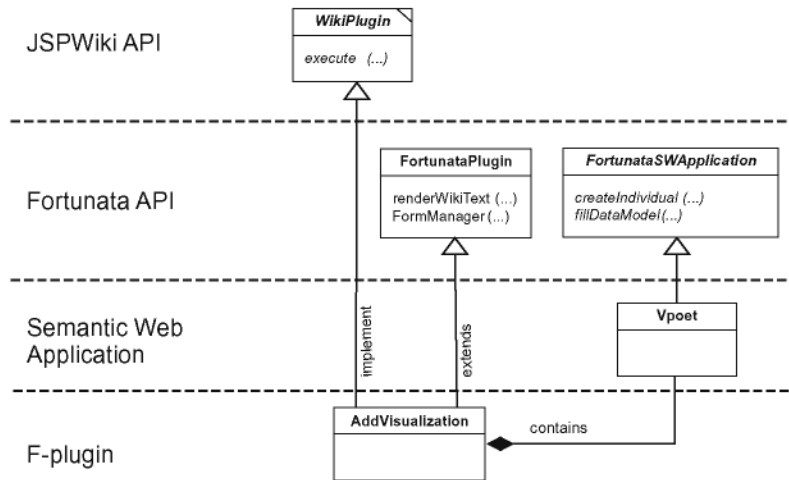 JSPWiki API
WikiPlugin
execute (...)
Fortunata API
FortunataPlugin
renderWikiText (...)
FormManager (...)
FortunataSWApplication
createIndividual (...)
fillDataModel (...)
Semantic Web
Application
implement
extends
Vpoet
F-plugin
AddVisualization
contains